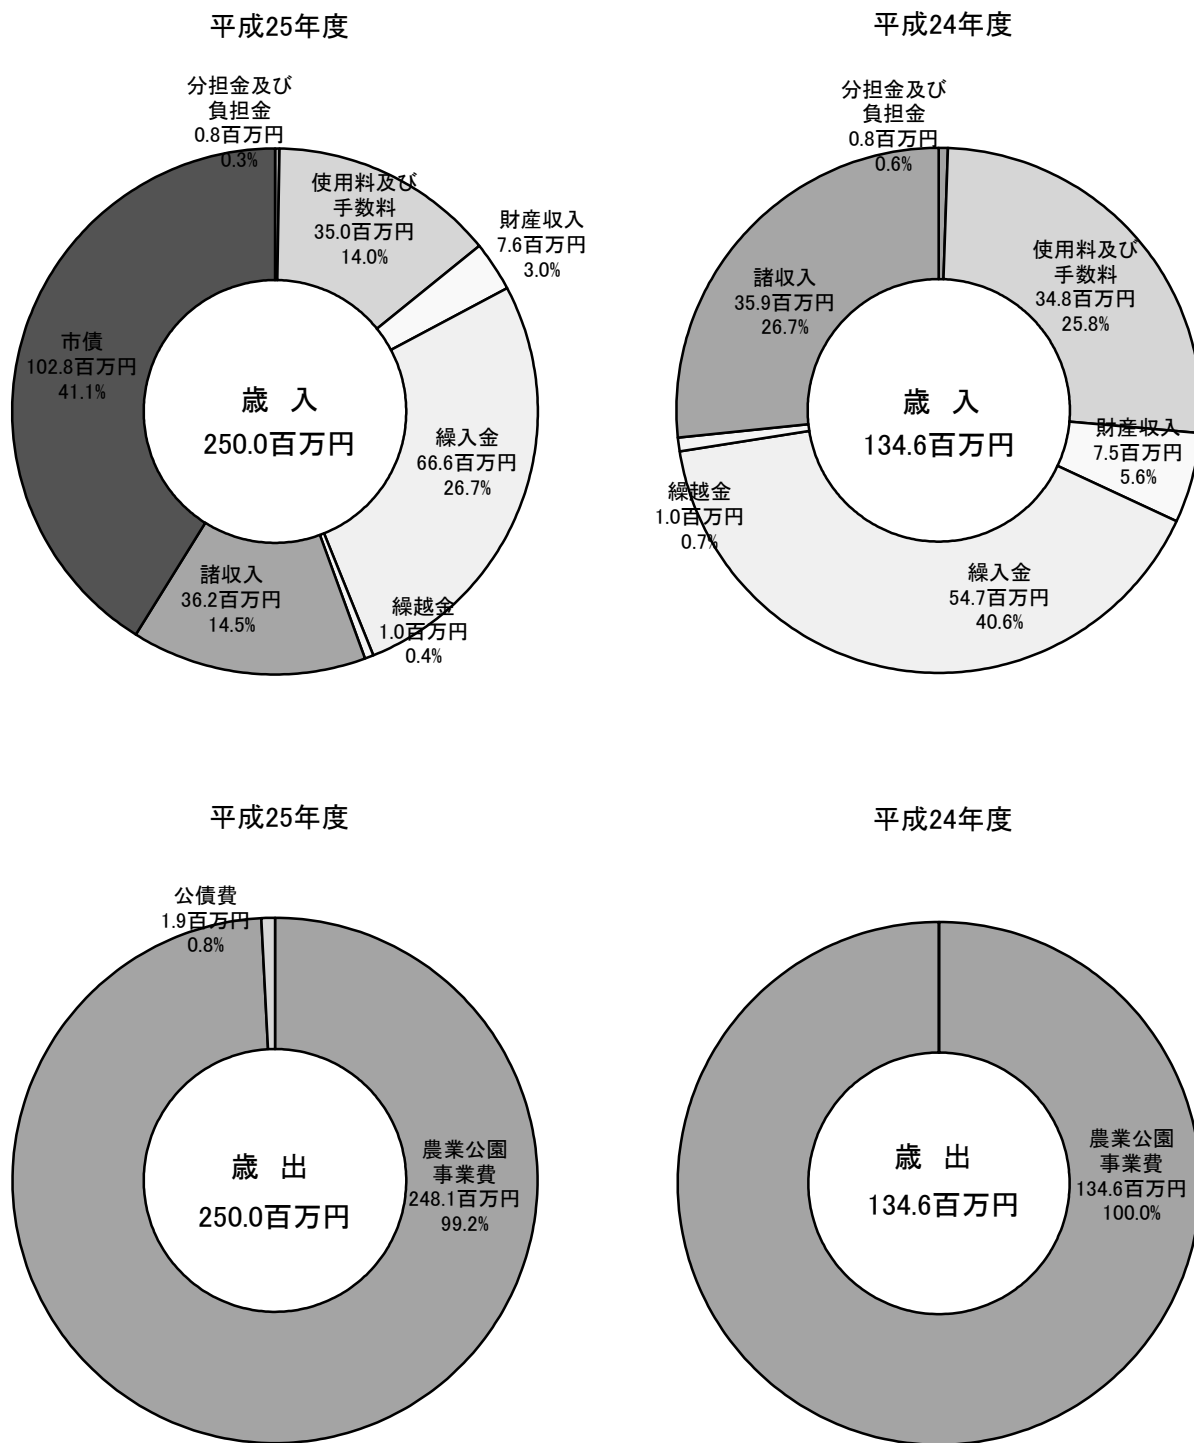 平成25年度
分担金及び
負担金
0.8百万円
0.3%
使用料及び
手数料
35.0百万円
14.0%
財産収入
7.6百万円
3.0%
市債
102.8百万円
41.1%
歳 入
250.0百万円
繰入金
66.6百万円
26.7%
諸収入
36.2百万円
14.5%
繰越金
1.0百万円
0.4%
平成24年度
分担金及び
負担金
0.8百万円
0.6%
使用料及び
手数料
34.8百万円
25.8%
諸収入
35.9百万円
26.7%
歳 入
134.6百万円
財産収入
7.5百万円
5.6%
繰越金
1.0百万円
0.7%
繰入金
54.7百万円
40.6%
平成25年度
公債費
1.9百万円
0.8%
歳 出
250.0百万円
農業公園
事業費
248.1百万円
99.2%
平成24年度
歳 出
134.6百万円
農業公園
事業費
134.6百万円
100.0%